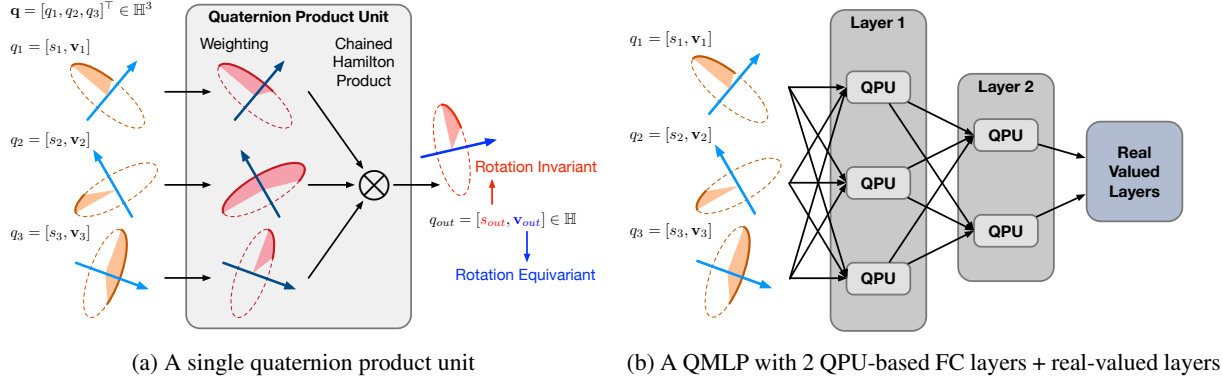 𝐪 = [q₁, q₂, q₃]^⊤ ∈ ℍ³
Quaternion Product Unit
q₁ = [s₁, 𝐯₁]
Weighting
Chained
Hamilton
Product
q₂ = [s₂, 𝐯₂]
Rotation Invariant
q_out = [s_out, 𝐯_out] ∈ ℍ
q₃ = [s₃, 𝐯₃]
Rotation Equivariant
(a) A single quaternion product unit
Layer 1
q₁ = [s₁, 𝐯₁]
QPU
Layer 2
QPU
q₂ = [s₂, 𝐯₂]
QPU
Real
Valued
Layers
q₃ = [s₃, 𝐯₃]
QPU
QPU
(b) A QMLP with 2 QPU-based FC layers + real-valued layers